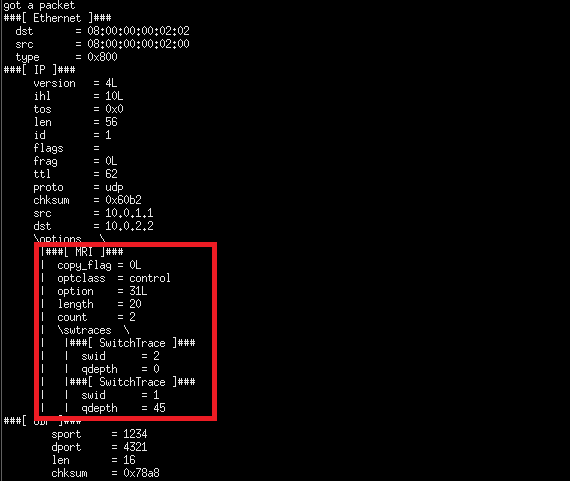 got a packet
###[ Ethernet ]###
  dst       = 08:00:00:00:02:02
  src       = 08:00:00:00:02:00
  type      = 0x800
###[ IP ]###
     version   = 4L
     ihl       = 10L
     tos       = 0x0
     len       = 56
     id        = 1
     flags     =
     frag      = 0L
     ttl       = 62
     proto     = udp
     chksum    = 0x60b2
     src       = 10.0.1.1
     dst       = 10.0.2.2
     \options   \
      |###[ MRI ]###
      |  copy_flag = 0L
      |  optclass  = control
      |  option    = 31L
      |  length    = 20
      |  count     = 2
      |  \swtraces  \
      |   |###[ SwitchTrace ]###
      |   |  swid      = 2
      |   |  qdepth    = 0
      |   |###[ SwitchTrace ]###
      |   |  swid      = 1
      |   |  qdepth    = 45
###[ UDP ]###
        sport     = 1234
        dport     = 4321
        len       = 16
        chksum    = 0x78a8